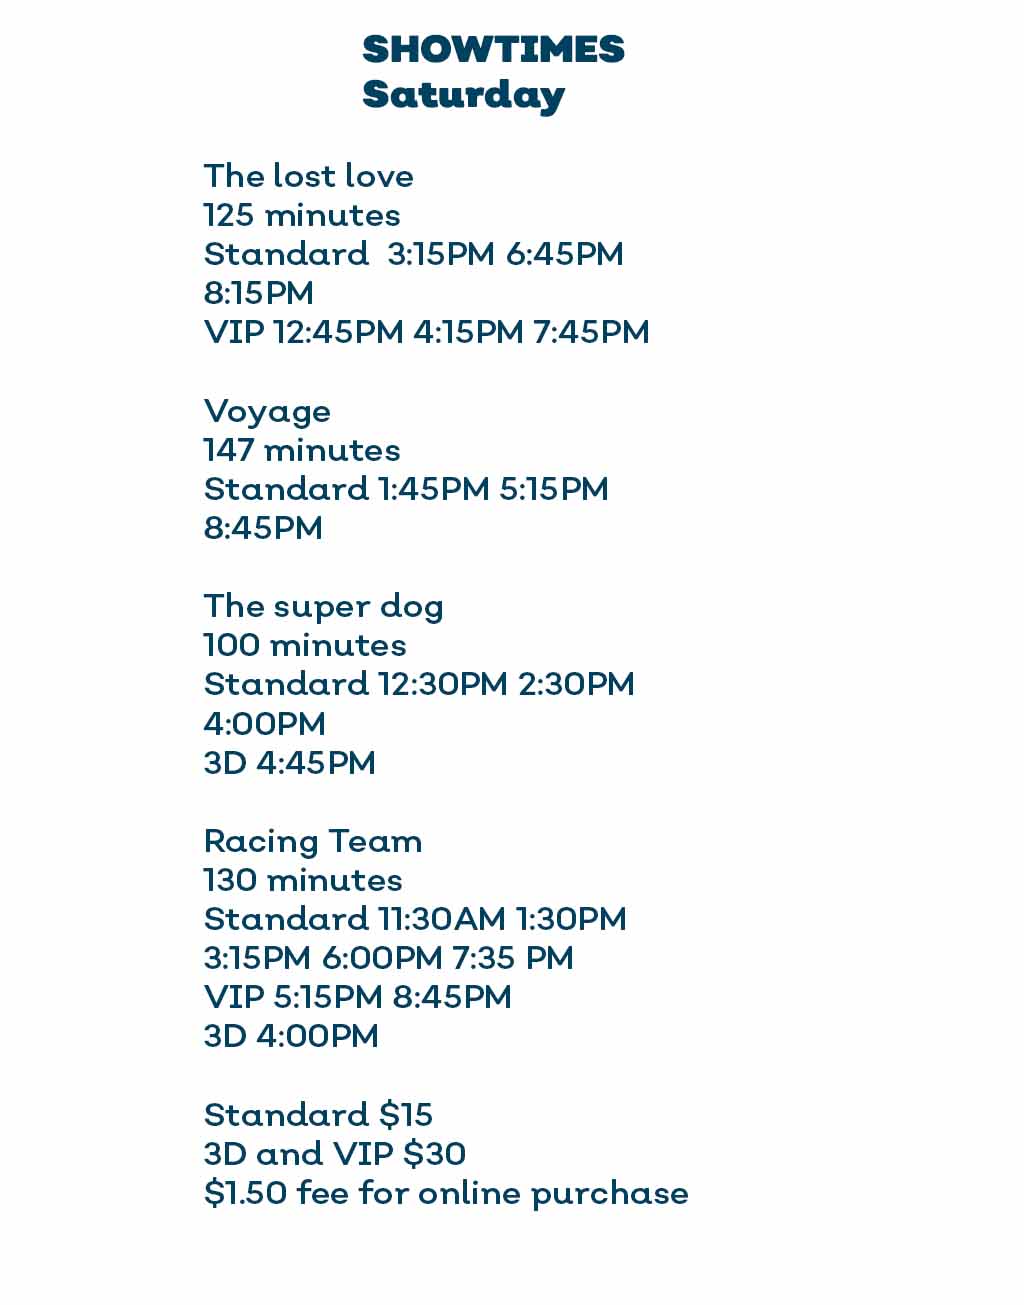 SHOWTIMES
Saturday
The lost love
125 minutes
Standard  3:15PM 6:45PM
8:15PM
VIP 12:45PM 4:15PM 7:45PM
Voyage
147 minutes
Standard 1:45PM 5:15PM
8:45PM
The super dog
100 minutes
Standard 12:30PM 2:30PM
4:00PM
3D 4:45PM
Racing Team
130 minutes
Standard 11:30AM 1:30PM
3:15PM 6:00PM 7:35 PM
VIP 5:15PM 8:45PM
3D 4:00PM
Standard $15
3D and VIP $30
$1.50 fee for online purchase